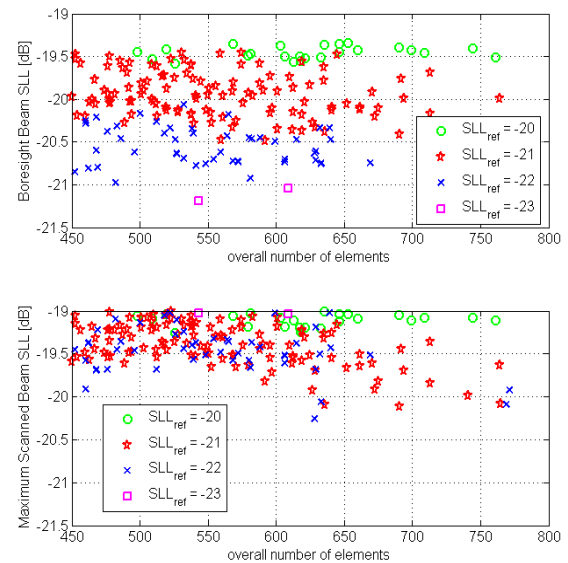 -19
-19.5
-20
-20.5
-21
-21.5
Boresight Beam SLL [dB]
SLLref = -20
SLLref = -21
SLLref = -22
SLLref = -23
450 500 550 600 650 700 750 800
overall number of elements
-19
-19.5
-20
-20.5
-21
-21.5
Maximum Scanned Beam SLL [dB]
SLLref = -20
SLLref = -21
SLLref = -22
SLLref = -23
450 500 550 600 650 700 750 800
overall number of elements